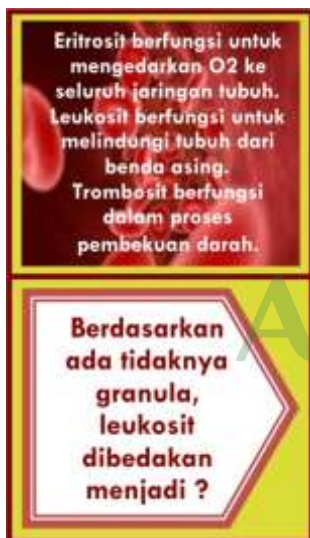 Eritrosit berfungsi untuk
mengedarkan O2 ke
seluruh jaringan tubuh.
Leukosit berfungsi untuk
melindungi tubuh dari
benda asing.
Trombosit berfungsi
dalam proses
pembekuan darah.
Berdasarkan
ada tidaknya
granula,
leukosit
dibedakan
menjadi ?
A